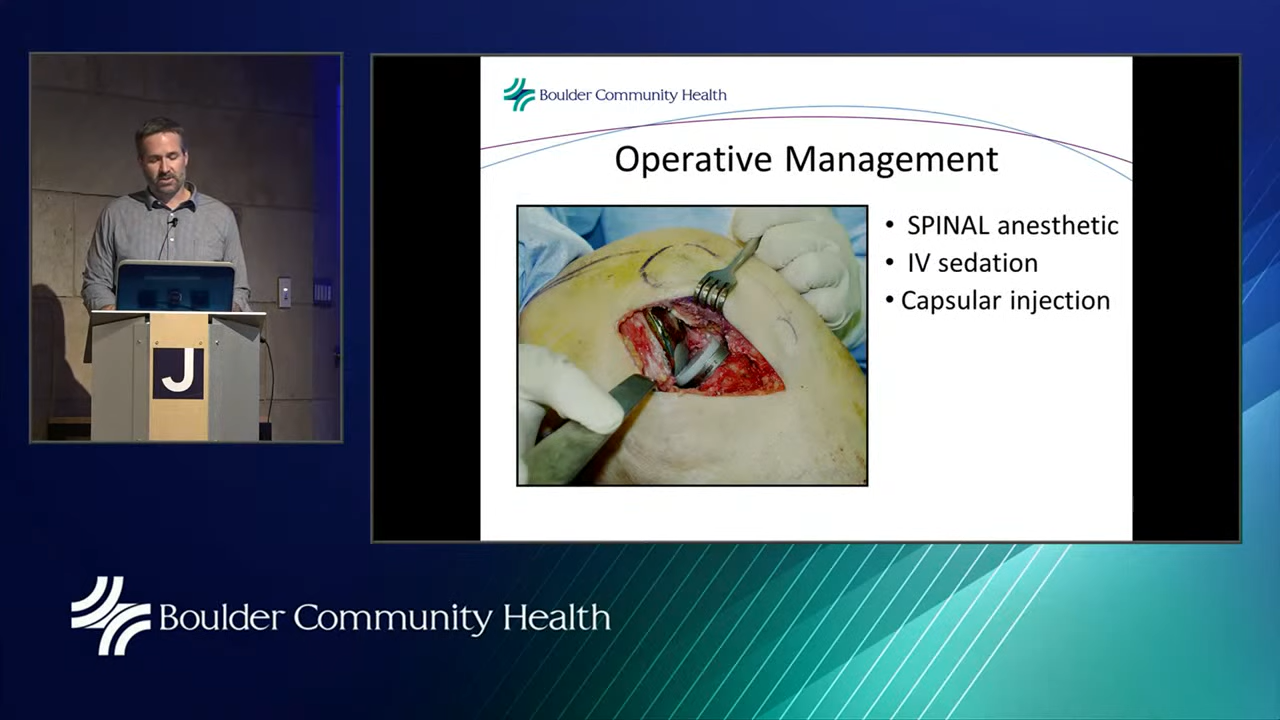 Boulder Community Health
Operative Management
• SPINAL anesthetic
• IV sedation
• Capsular injection
J
Boulder Community Health